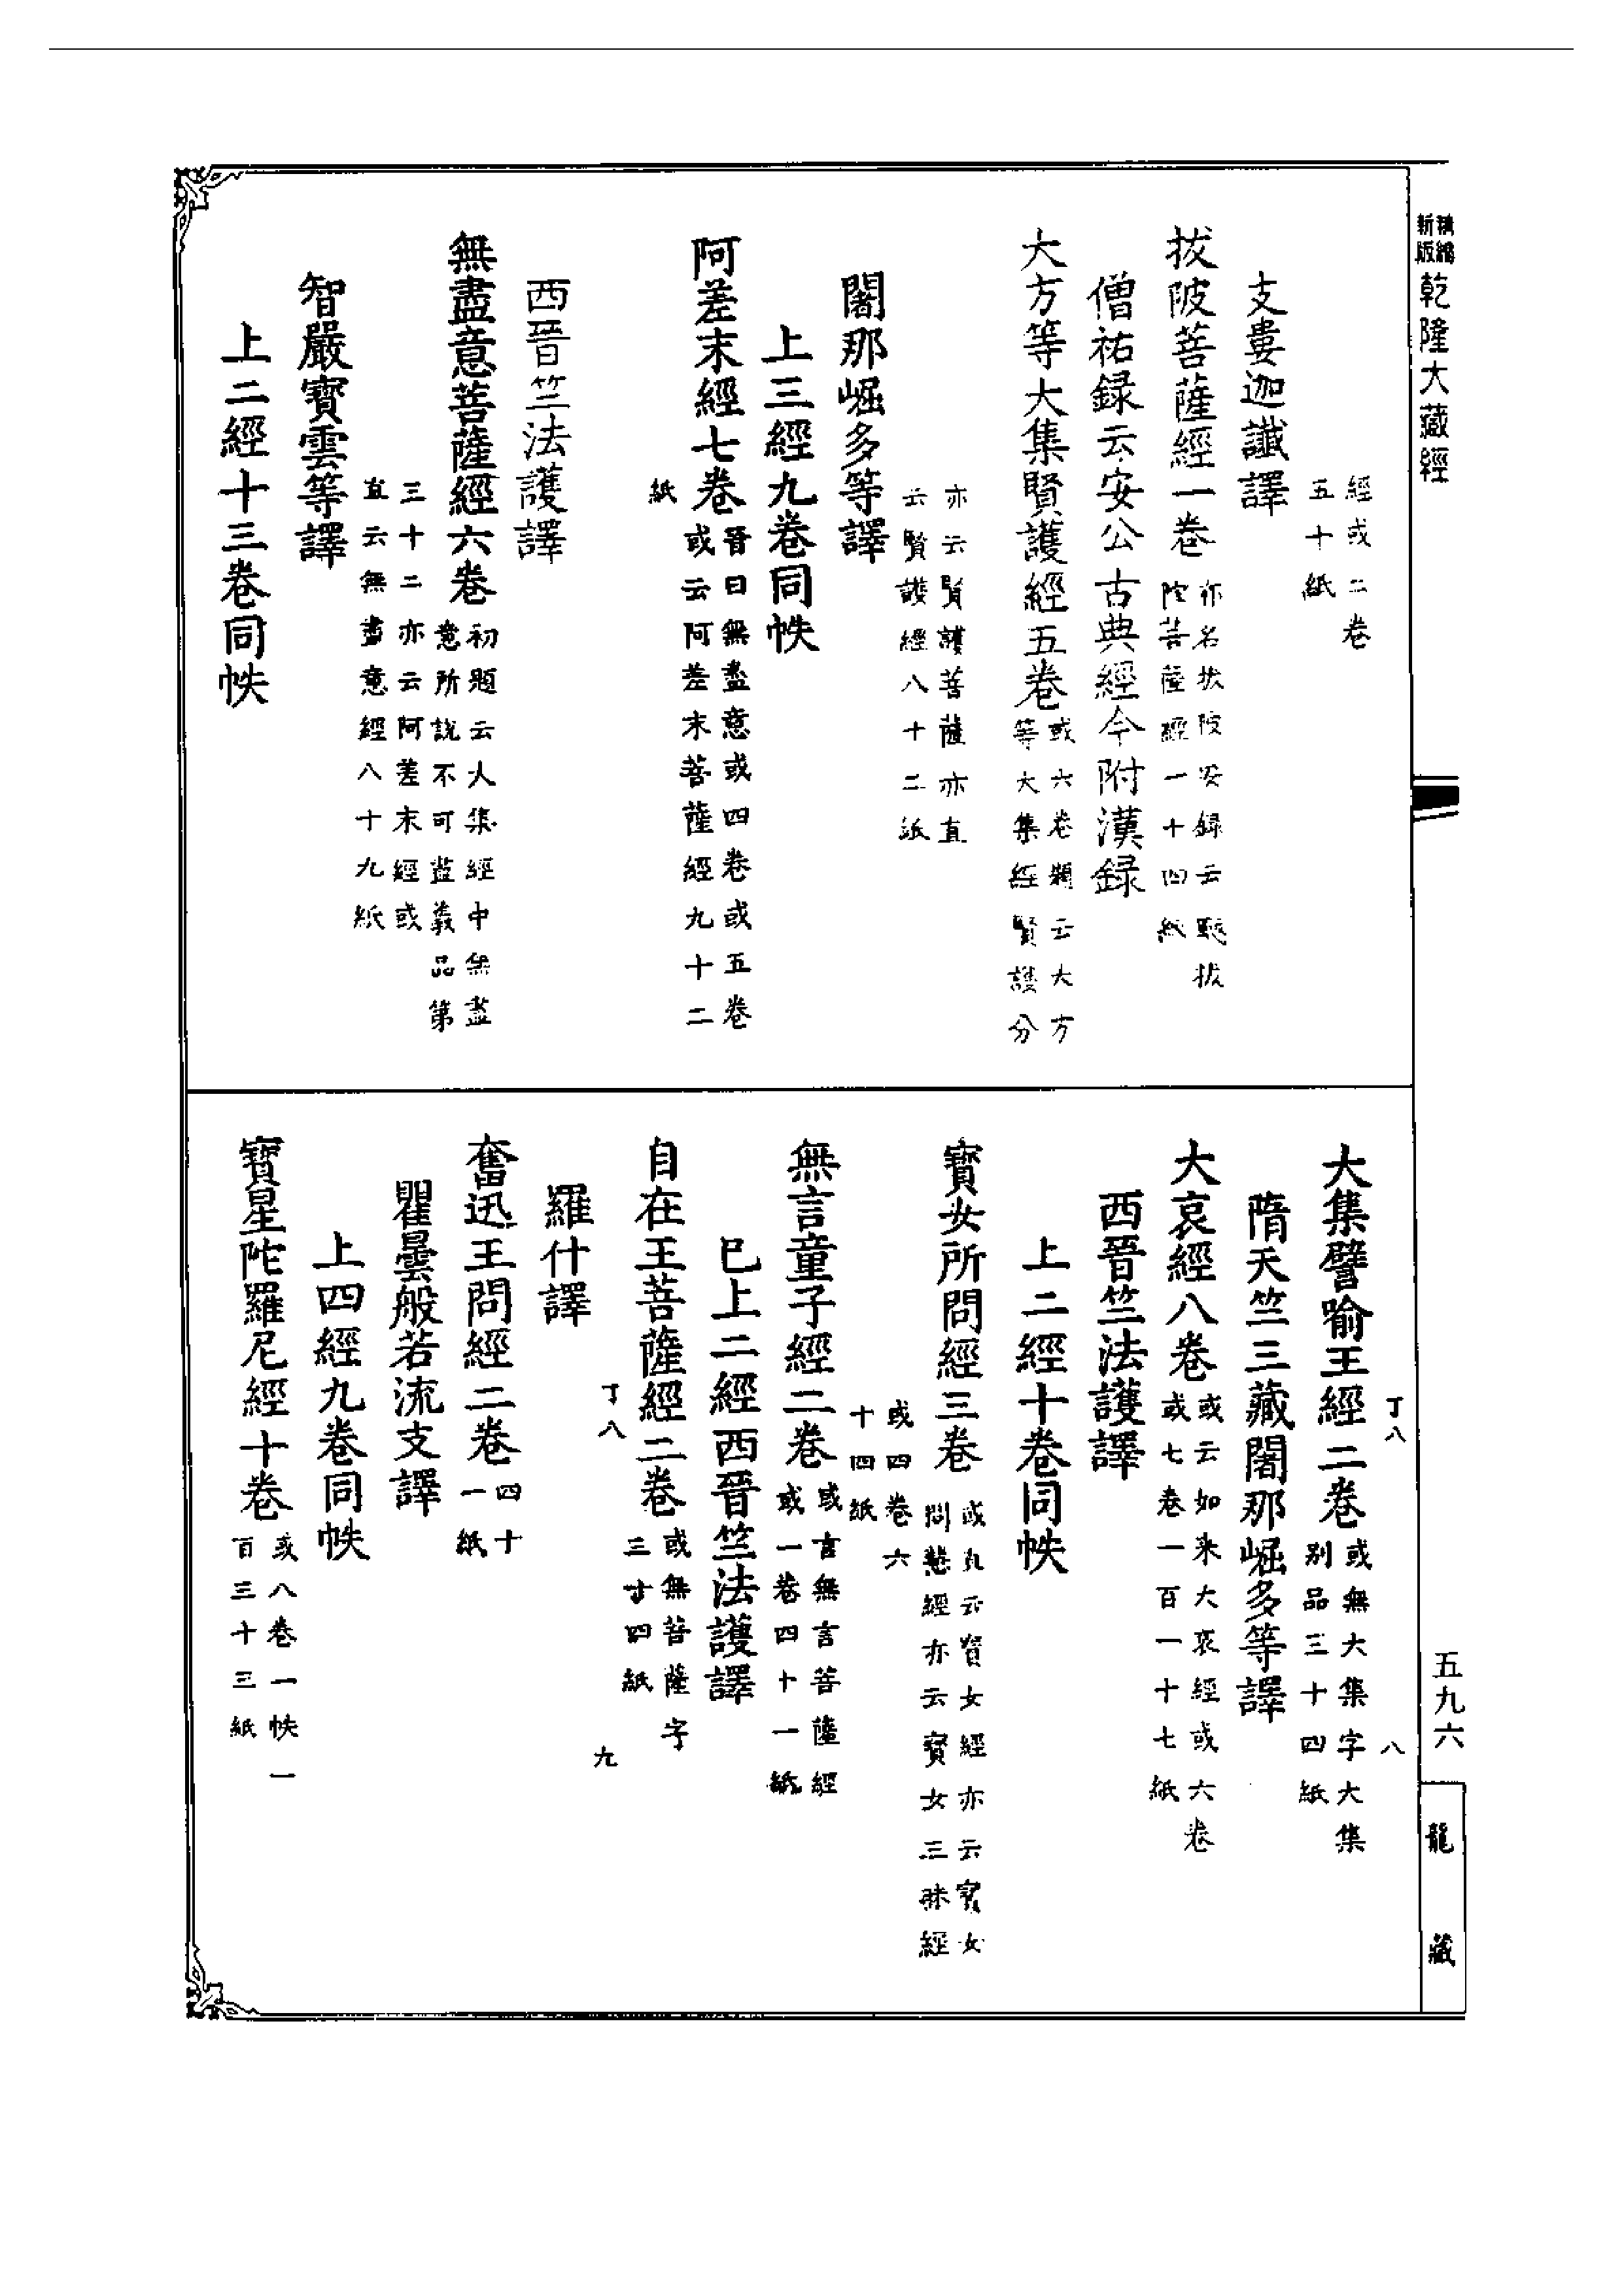 精編
新版
乾隆大藏經
經或二卷
五十紙
支婁迦讖譯
拔陂菩薩經一卷
亦名拔陂安録云颰拔
陀菩薩經一十四紙
僧祐録云安公古典經今附漢録
大方等大集賢護經五卷
或六卷題云大方
等大集經賢護分
亦云賢護菩薩亦直
云賢護經八十二紙
闍那崛多等譯
上三經九卷同帙
阿差末經七卷
晉曰無盡意或四卷或五卷
或云阿差末菩薩經九十二
紙
西晉竺法護譯
無盡意菩薩經六卷
初題云大集經中無盡
意所説不可盡義品第
三十二亦云阿差末經或
直云無盡意經八十九紙
智嚴寶雲等譯
上二經十三卷同帙
丁八
八
大集譬喻王經二卷
或無大集字大集
别品三十四紙
隋天竺三藏闍那崛多等譯
大哀經八卷
或云如來大哀經或六卷
或七卷一百一十七紙
西晉竺法護譯
上二經十卷同帙
寶女所問經三卷
或直云寶女經亦云寶女
問慧經亦云寶女三昧經
或四卷六
十四紙
無言童子經二卷
或言無言菩薩經
或一卷四十一紙
已上二經西晉竺法護譯
自在王菩薩經二卷
或無菩薩字
三十四紙
丁八
九
羅什譯
奮迅王問經二卷
四十
一紙
瞿曇般若流支譯
上四經九卷同帙
寶星陀羅尼經十卷
或八卷一帙一
百三十三紙
五九六
龍藏